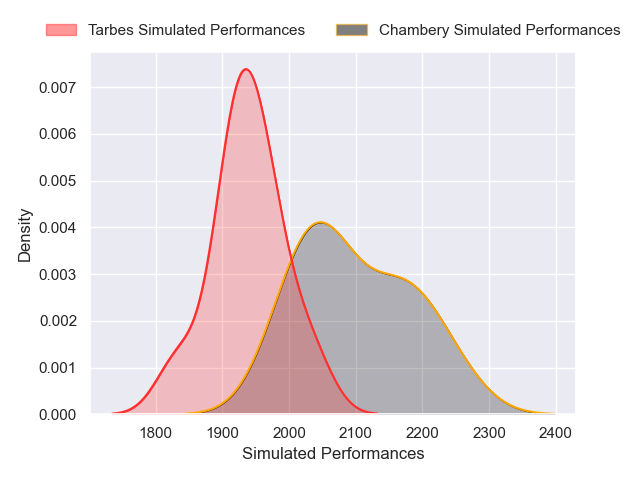 Tarbes Simulated Performances
Chambery Simulated Performances
0.007
0.006
0.005
0.004
0.003
0.002
0.001
0.000
Density
1800 1900 2000 2100 2200 2300 2400
Simulated Performances